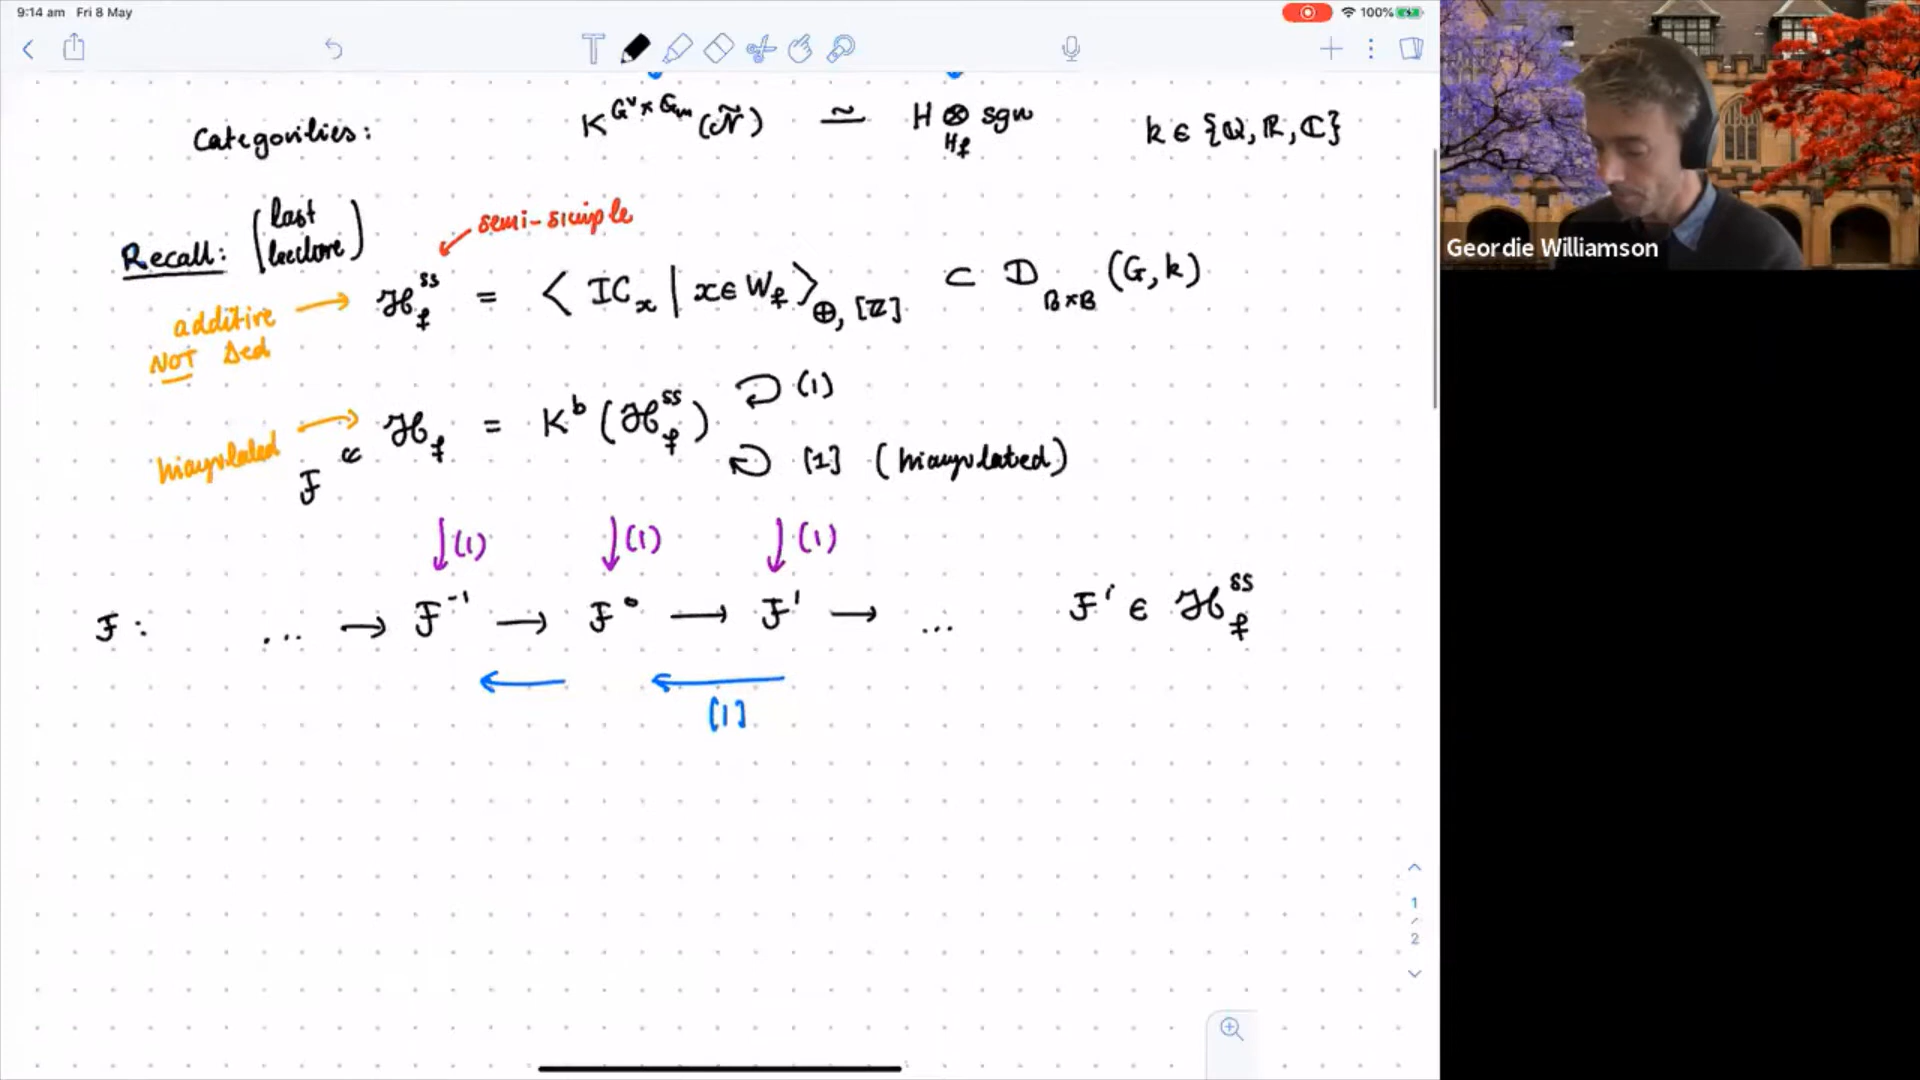 9:14 am Fri 8 May
100%
Categorifies: K^{G^∨ × G_m}(Ñ) ≃ H ⊗_{H_f} sgn k ∈ {Q, R, C}
Recall: (last lecture)
semi-simple
additive NOT Δed → ℋ_f^{ss} = ⟨ IC_x | x ∈ W_f ⟩_{⊕, [Z]} ⊂ D_{B×B}(G, k)
triangulated → ℋ_f = K^b(ℋ_f^{ss}) (1)
F ∈ [1] (triangulated)
↓(1) ↓(1) ↓(1)
F : ... → F^{-1} → F^0 → F^1 → ... F^i ∈ ℋ_f^{ss}
← ←
[1]
1
/
2
Geordie Williamson